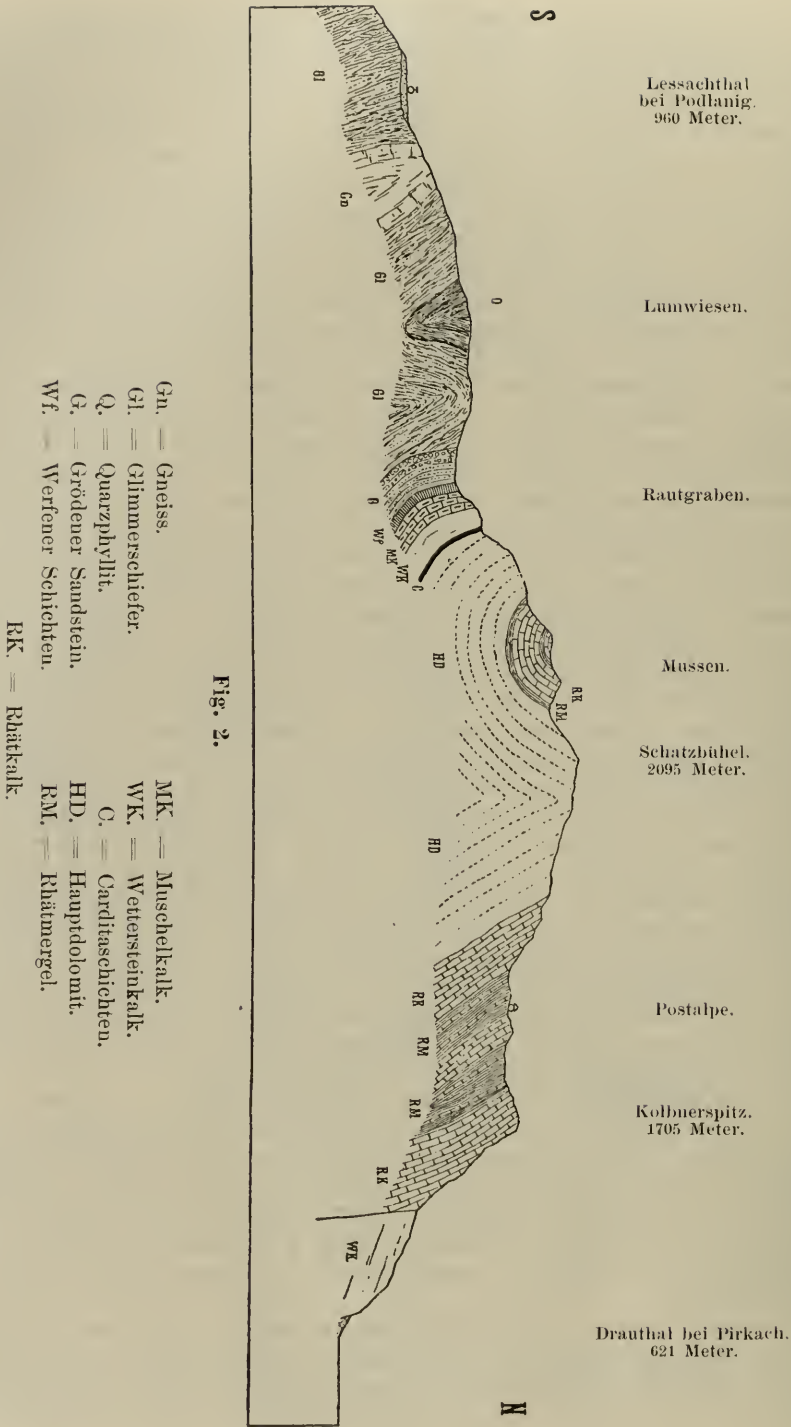 S
Lessachthal
bei Podlanig.
960 Meter.
Lumwiesen.
Rautgraben.
Mussen.
Schatzbühel.
2095 Meter.
Postalpe.
Kolbnerspitz.
1705 Meter.
Drauthal bei Pirkach.
621 Meter.
N
Gl
Gn
Gl
Q
Gl
G
Wf
MK
WK
C
HD
RK
RM
HD
RK
RM
RM
RK
WK
Fig. 2.
Gn. = Gneiss.
Gl. = Glimmerschiefer.
Q. = Quarzphyllit.
G. = Grödener Sandstein.
Wf. = Werfener Schichten.
MK. = Muschelkalk.
WK. = Wettersteinkalk.
C. = Carditaschichten.
HD. = Hauptdolomit.
RM. = Rhätmergel.
RK. = Rhätkalk.